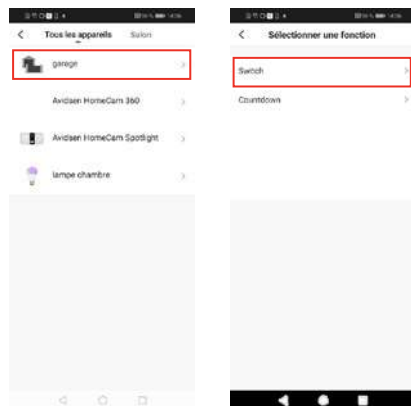 Tous les appareils Salon
garage
Avidsen HomeCam 360
Avidsen HomeCam Spotlight
lampe chambre
Sélectionner une fonction
Switch
Countdown